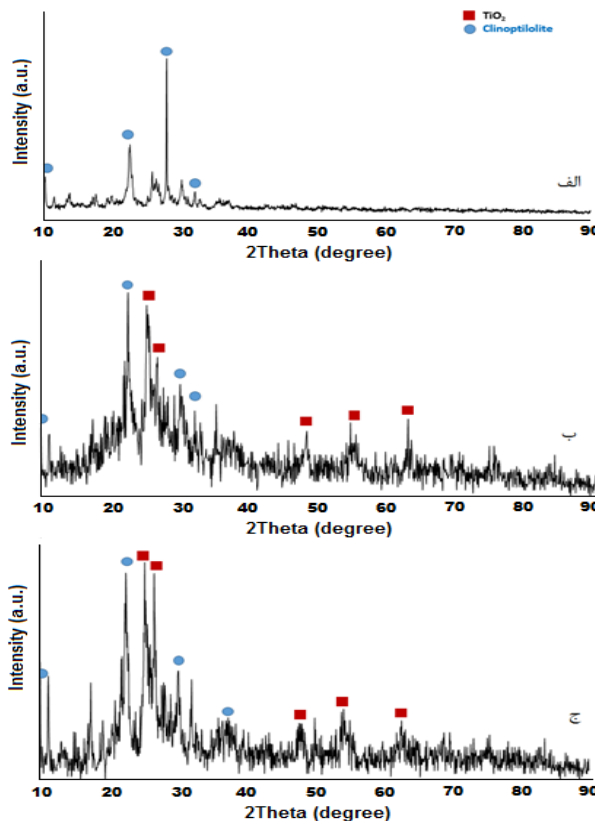 TiO2
Clinoptilolite
Intensity (a.u.)
الف
10 20 30 40 50 60 70 80 90
2Theta (degree)
Intensity (a.u.)
ب
10 20 30 40 50 60 70 80 90
2Theta (degree)
Intensity (a.u.)
ج
10 20 30 40 50 60 70 80 90
2Theta (degree)